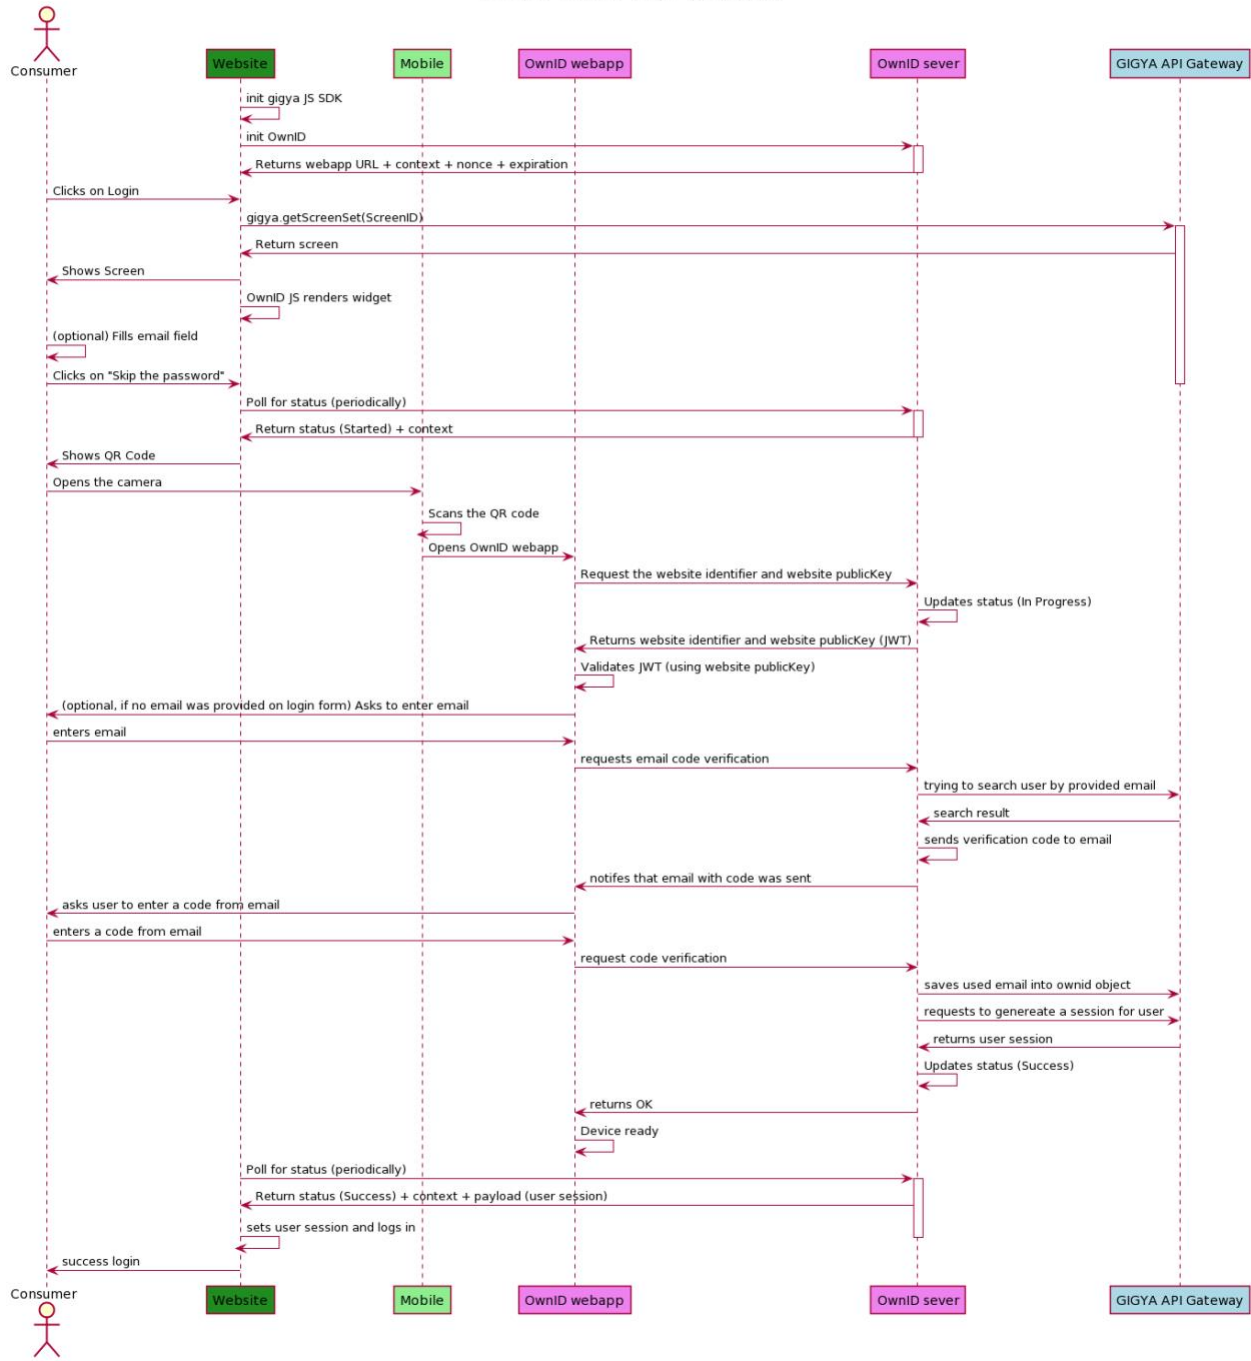 Consumer
Website
Mobile
OwnID webapp
OwnID sever
GIGYA API Gateway
init gigya JS SDK
init OwnID
Returns webapp URL + context + nonce + expiration
Clicks on Login
gigya.getScreenSet(ScreenID)
Return screen
Shows Screen
OwnID JS renders widget
(optional) Fills email field
Clicks on "Skip the password"
Poll for status (periodically)
Return status (Started) + context
Shows QR Code
Opens the camera
Scans the QR code
Opens OwnID webapp
Request the website identifier and website publicKey
Updates status (In Progress)
Returns website identifier and website publicKey (JWT)
Validates JWT (using website publicKey)
(optional, if no email was provided on login form) Asks to enter email
enters email
requests email code verification
trying to search user by provided email
search result
sends verification code to email
notifes that email with code was sent
asks user to enter a code from email
enters a code from email
request code verification
saves used email into ownid object
requests to genereate a session for user
returns user session
Updates status (Success)
returns OK
Device ready
Poll for status (periodically)
Return status (Success) + context + payload (user session)
sets user session and logs in
success login
Consumer
Website
Mobile
OwnID webapp
OwnID sever
GIGYA API Gateway